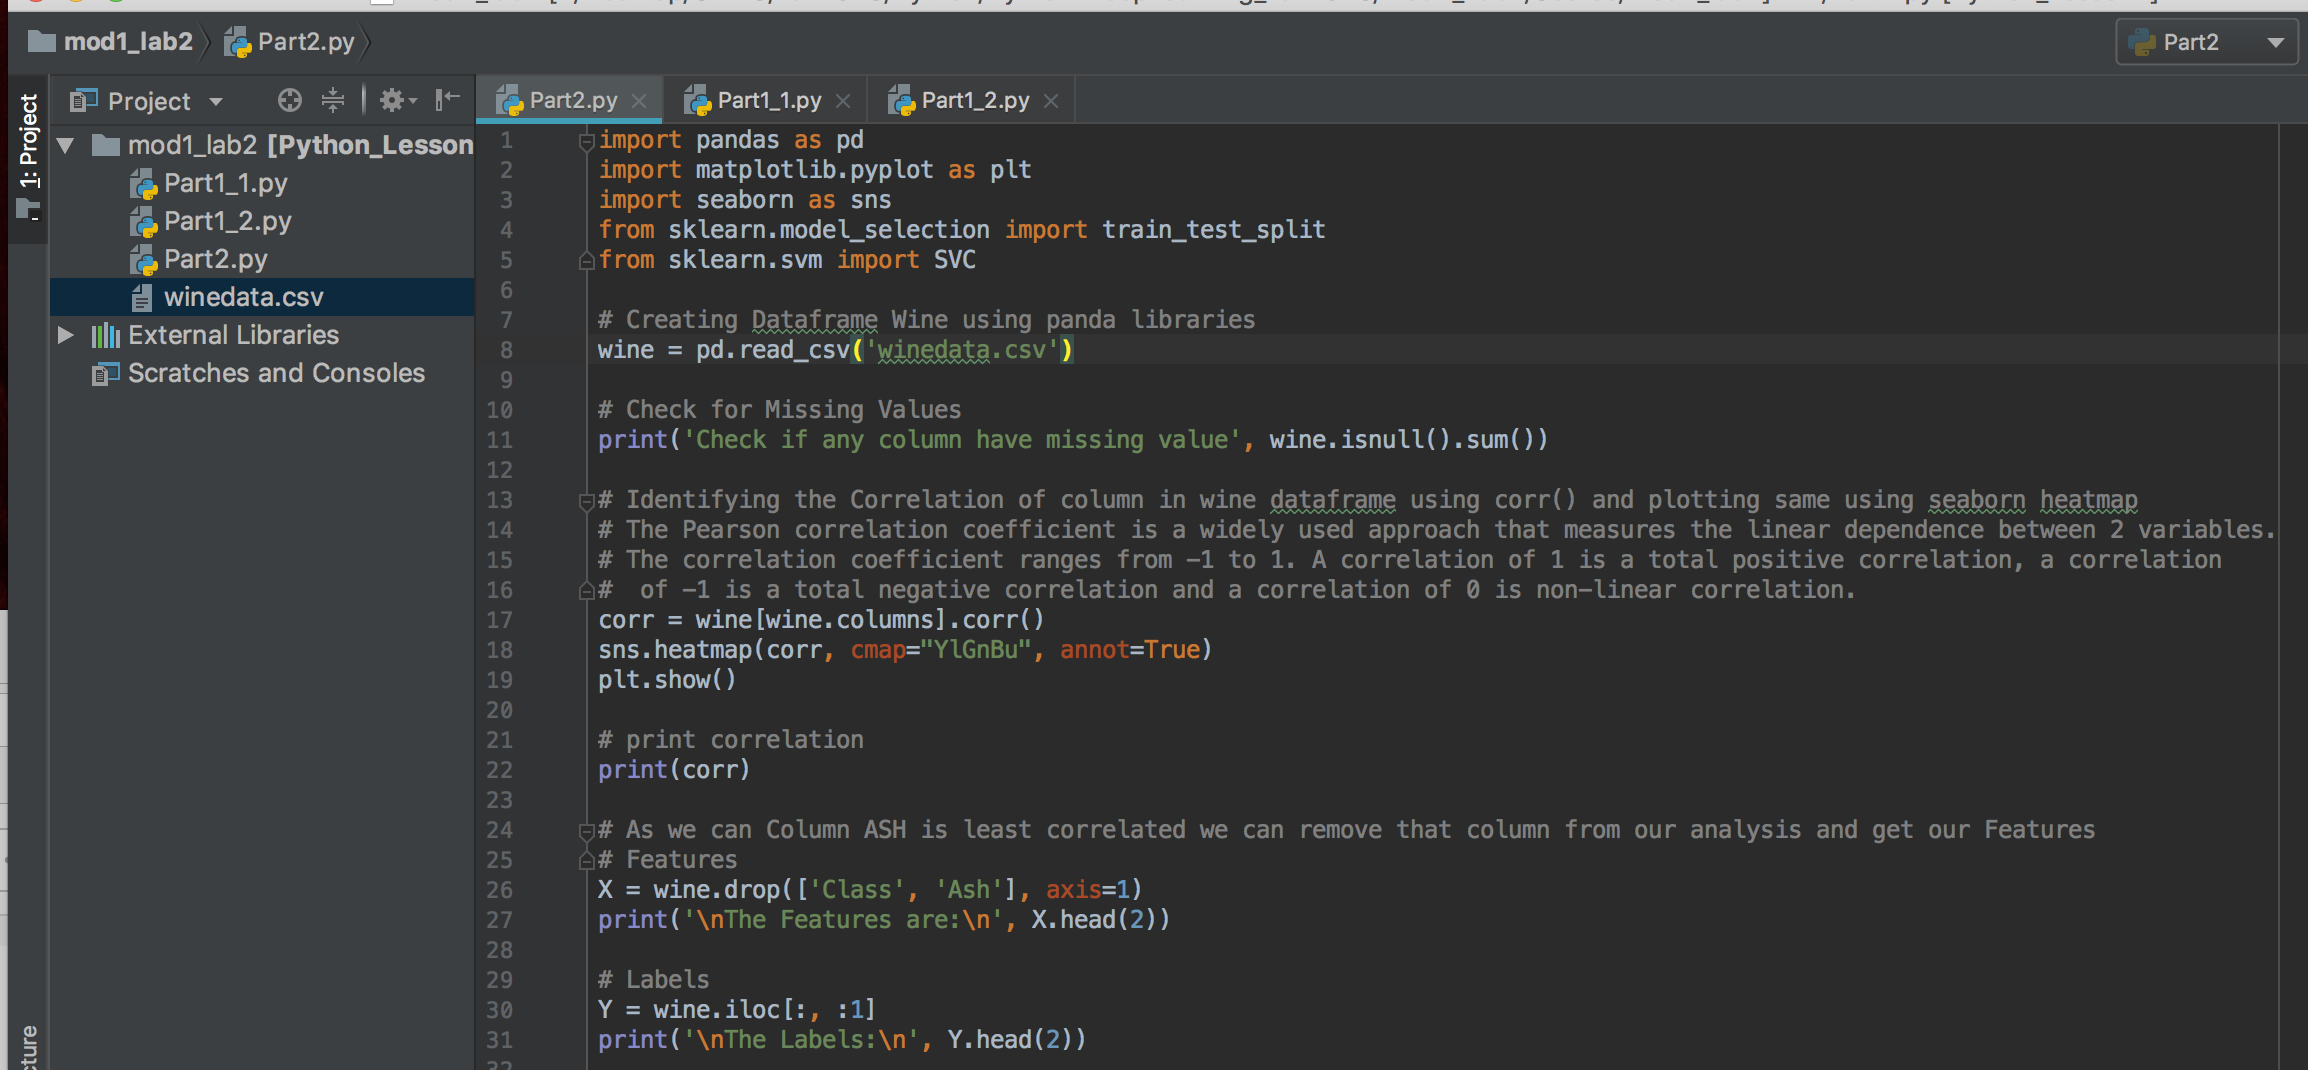 mod1_lab2 Part2.py
Part2
1: Project
Project
Part2.py Part1_1.py Part1_2.py
mod1_lab2 [Python_Lesson
Part1_1.py
Part1_2.py
Part2.py
winedata.csv
External Libraries
Scratches and Consoles
1 import pandas as pd
2 import matplotlib.pyplot as plt
3 import seaborn as sns
4 from sklearn.model_selection import train_test_split
5 from sklearn.svm import SVC
6
7 # Creating Dataframe Wine using panda libraries
8 wine = pd.read_csv('winedata.csv')
9
10 # Check for Missing Values
11 print('Check if any column have missing value', wine.isnull().sum())
12
13 # Identifying the Correlation of column in wine dataframe using corr() and plotting same using seaborn heatmap
14 # The Pearson correlation coefficient is a widely used approach that measures the linear dependence between 2 variables.
15 # The correlation coefficient ranges from -1 to 1. A correlation of 1 is a total positive correlation, a correlation
16 #  of -1 is a total negative correlation and a correlation of 0 is non-linear correlation.
17 corr = wine[wine.columns].corr()
18 sns.heatmap(corr, cmap="YlGnBu", annot=True)
19 plt.show()
20
21 # print correlation
22 print(corr)
23
24 # As we can Column ASH is least correlated we can remove that column from our analysis and get our Features
25 # Features
26 X = wine.drop(['Class', 'Ash'], axis=1)
27 print('\nThe Features are:\n', X.head(2))
28
29 # Labels
30 Y = wine.iloc[:, :1]
31 print('\nThe Labels:\n', Y.head(2))